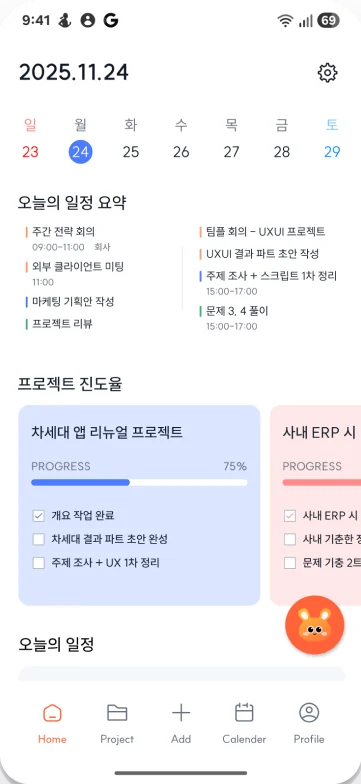 9:41
69
2025.11.24
일 월 화 수 목 금 토
23 24 25 26 27 28 29
오늘의 일정 요약
주간 전략 회의
09:00-11:00 회사
외부 클라이언트 미팅
11:00
마케팅 기획안 작성
프로젝트 리뷰
팀플 회의 - UXUI 프로젝트
UXUI 결과 파트 초안 작성
주제 조사 + 스크립트 1차 정리
15:00-17:00
문제 3, 4 풀이
15:00-17:00
프로젝트 진도율
차세대 앱 리뉴얼 프로젝트
PROGRESS 75%
개요 작업 완료
차세대 결과 파트 초안 완성
주제 조사 + UX 1차 정리
사내 ERP 시
PROGRESS
사내 ERP 시
사내 기춘한
문제 기충 2
오늘의 일정
Home Project Add Calender Profile